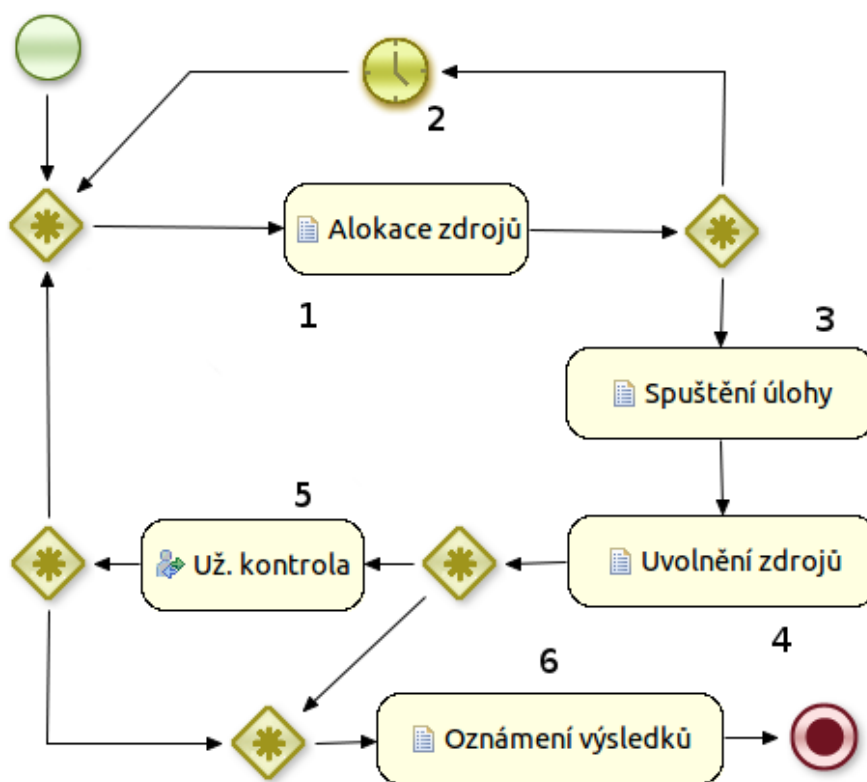 2
Alokace zdrojů
1
3
Spuštění úlohy
5
Už. kontrola
Uvolnění zdrojů
4
6
Oznámení výsledků